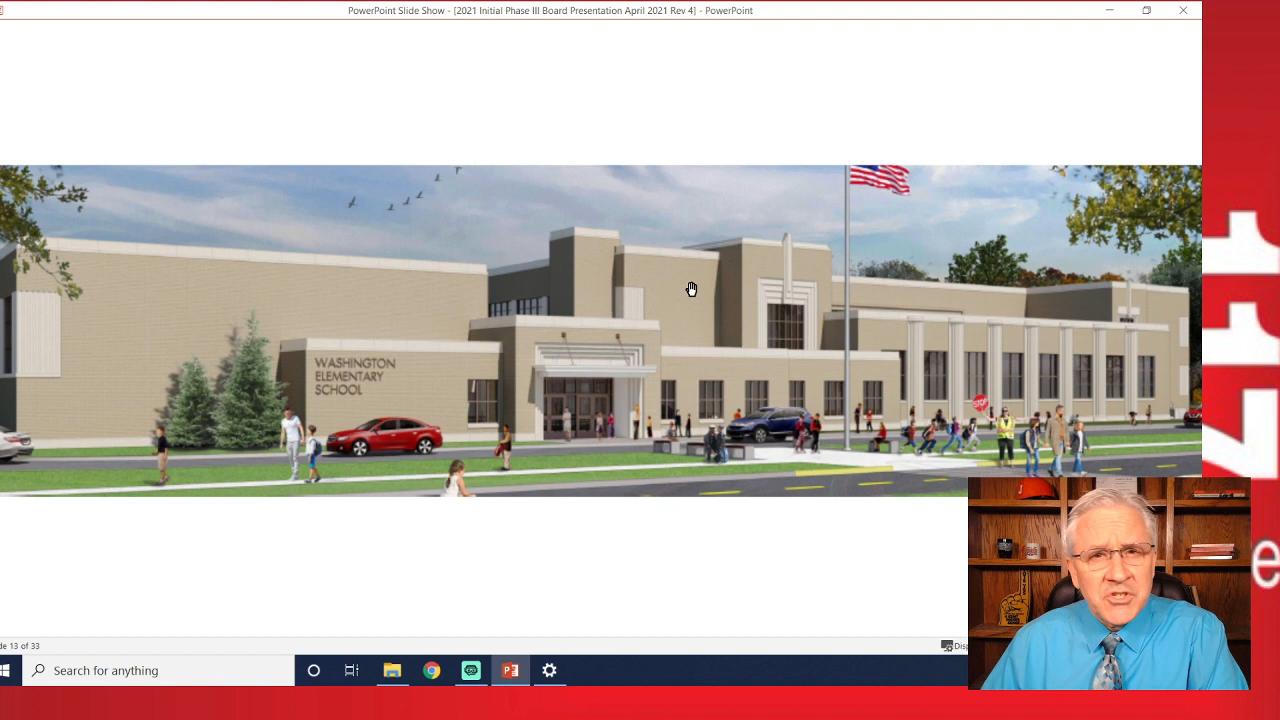 PowerPoint Slide Show - [2021 Initial Phase III Board Presentation April 2021 Rev 4] - PowerPoint
WASHINGTON
ELEMENTARY
SCHOOL
STOP
13 of 33
Search for anything